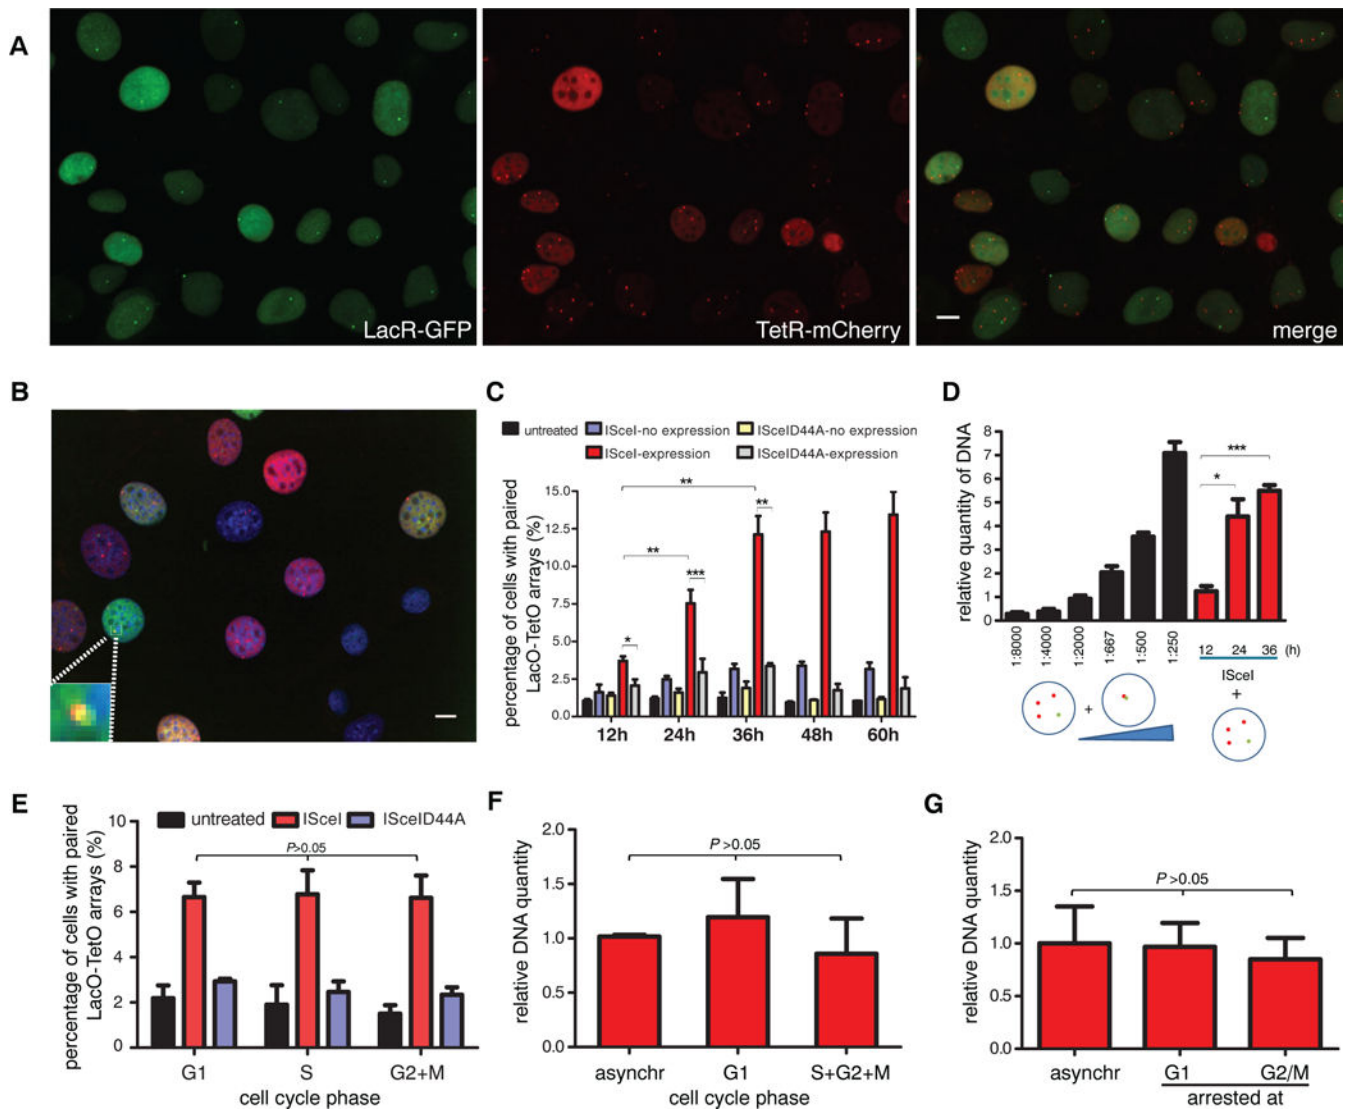 A
LacR-GFP
TetR-mCherry
merge
B
C
untreated
ISceI-no expression
ISceID44A-no expression
ISceI-expression
ISceID44A-expression
percentage of cells with paired
LacO-TetO arrays (%)
15.0
12.5
10.0
7.5
5.0
2.5
0.0
*
**
***
**
**
12h
24h
36h
48h
60h
D
relative quantity of DNA
8
7
6
5
4
3
2
1
0
***
*
1:8000
1:4000
1:2000
1:667
1:500
1:250
12
24
36
(h)
ISceI
+
+
E
percentage of cells with paired
LacO-TetO arrays (%)
10
8
6
4
2
0
untreated
ISceI
ISceID44A
P>0.05
G1
S
G2+M
cell cycle phase
F
relative DNA quantity
2.0
1.5
1.0
0.5
0.0
P >0.05
asynchr
G1
S+G2+M
cell cycle phase
G
relative DNA quantity
2.0
1.5
1.0
0.5
0.0
P >0.05
asynchr
G1
G2/M
arrested at